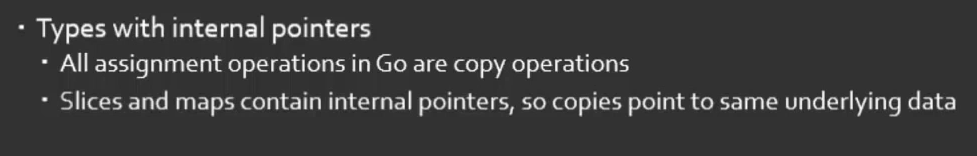 • Types with internal pointers
• All assignment operations in Go are copy operations
• Slices and maps contain internal pointers, so copies point to same underlying data